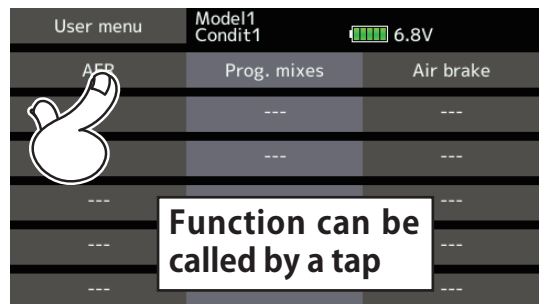 User menu
Model1
Condit1
6.8V
AFR
Prog. mixes
Air brake
---
---
---
---
---
---
---
---
---
---
Function can be
called by a tap